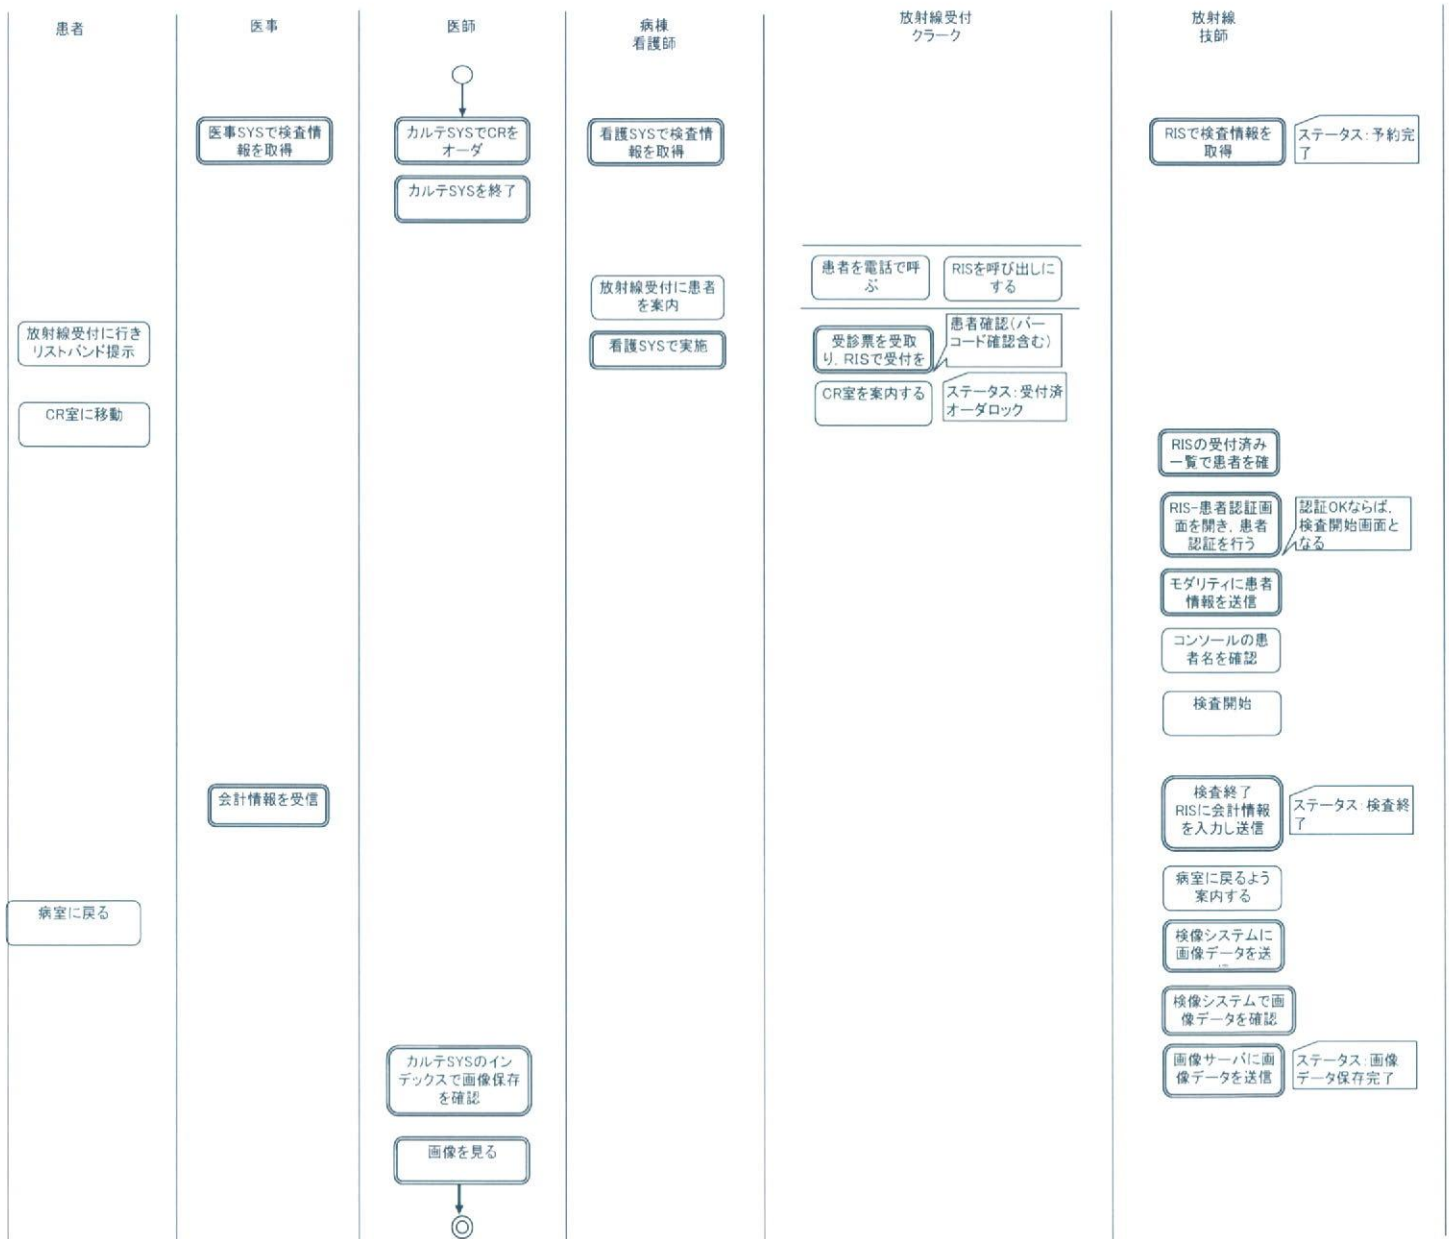 患者
医事
医師
病棟
看護師
放射線受付
クラーク
放射線
技師
医事SYSで検査情
報を取得
カルテSYSでCRを
オーダ
看護SYSで検査情
報を取得
RISで検査情報を
取得
ステータス：予約完
了
カルテSYSを終了
患者を電話で呼
ぶ
RISを呼び出しに
する
放射線受付に患者
を案内
放射線受付に行き
リストバンド提示
看護SYSで実施
受診票を受取
り、RISで受付を
患者確認（バー
コード確認含む）
CR室を案内する
ステータス：受付済
オーダロック
CR室に移動
RISの受付済み
一覧で患者を確
RIS-患者認証画
面を開き、患者
認証を行う
認証OKならば、
検査開始画面と
なる
モダリティに患者
情報を送信
コンソールの患
者名を確認
検査開始
会計情報を受信
検査終了
RISに会計情報
を入力し送信
ステータス：検査終
了
病室に戻るよう
案内する
病室に戻る
検像システムに
画像データを送
検像システムで画
像データを確認
カルテSYSのイン
デックスで画像保存
を確認
画像サーバに画
像データを送信
ステータス：画像
データ保存完了
画像を見る